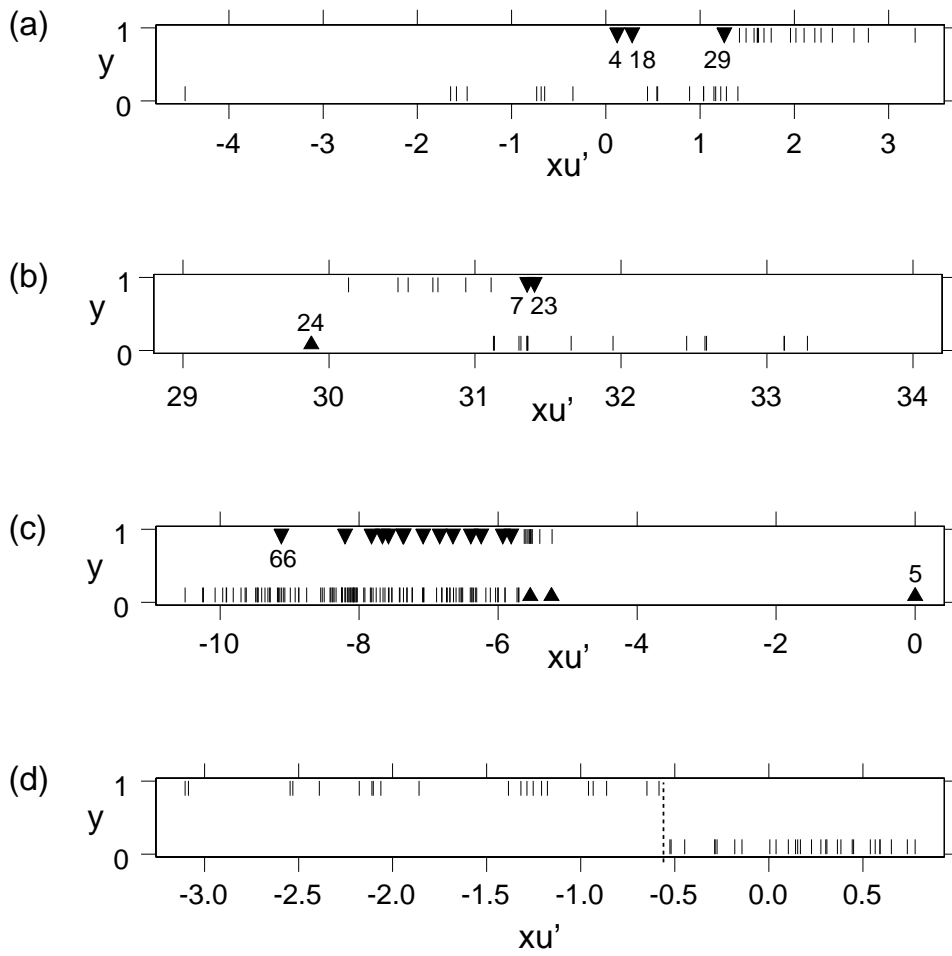 (a)
1
y
4 18 29
0
-4 -3 -2 -1 0 1 2 3
xu’
(b)
1
7 23
y
24
0
29 30 31 32 33 34
xu’
(c)
1
66
y
5
0
-10 -8 -6 -4 -2 0
xu’
(d)
1
y
0
-3.0 -2.5 -2.0 -1.5 -1.0 -0.5 0.0 0.5
xu’